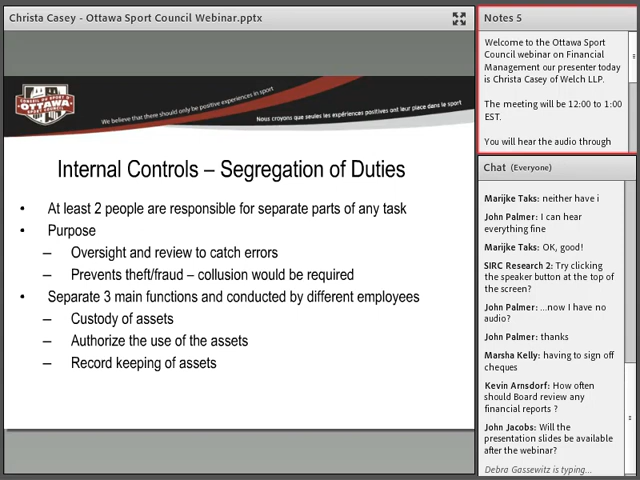 Christa Casey - Ottawa Sport Council Webinar.pptx
OTTAWA
We believe that there should only be positive experiences in sport
Nous croyons que seules les expériences positives ont leur place dans le sport
Internal Controls – Segregation of Duties
• At least 2 people are responsible for separate parts of any task
• Purpose
– Oversight and review to catch errors
– Prevents theft/fraud – collusion would be required
• Separate 3 main functions and conducted by different employees
– Custody of assets
– Authorize the use of the assets
– Record keeping of assets
Notes 5
Welcome to the Ottawa Sport
Council webinar on Financial
Management our presenter today
is Christa Casey of Welch LLP.
The meeting will be 12:00 to 1:00
EST.
You will hear the audio through
Chat (Everyone)
Marijke Taks: neither have i
John Palmer: I can hear
everything fine
Marijke Taks: OK, good!
SIRC Research 2: Try clicking
the speaker button at the top of
the screen?
John Palmer: ...now I have no
audio?
John Palmer: thanks
Marsha Kelly: having to sign off
cheques
Kevin Arnsdorf: How often
should Board review any
financial reports ?
John Jacobs: Will the
presentation slides be available
after the webinar?
Debra Gassewitz is typing...